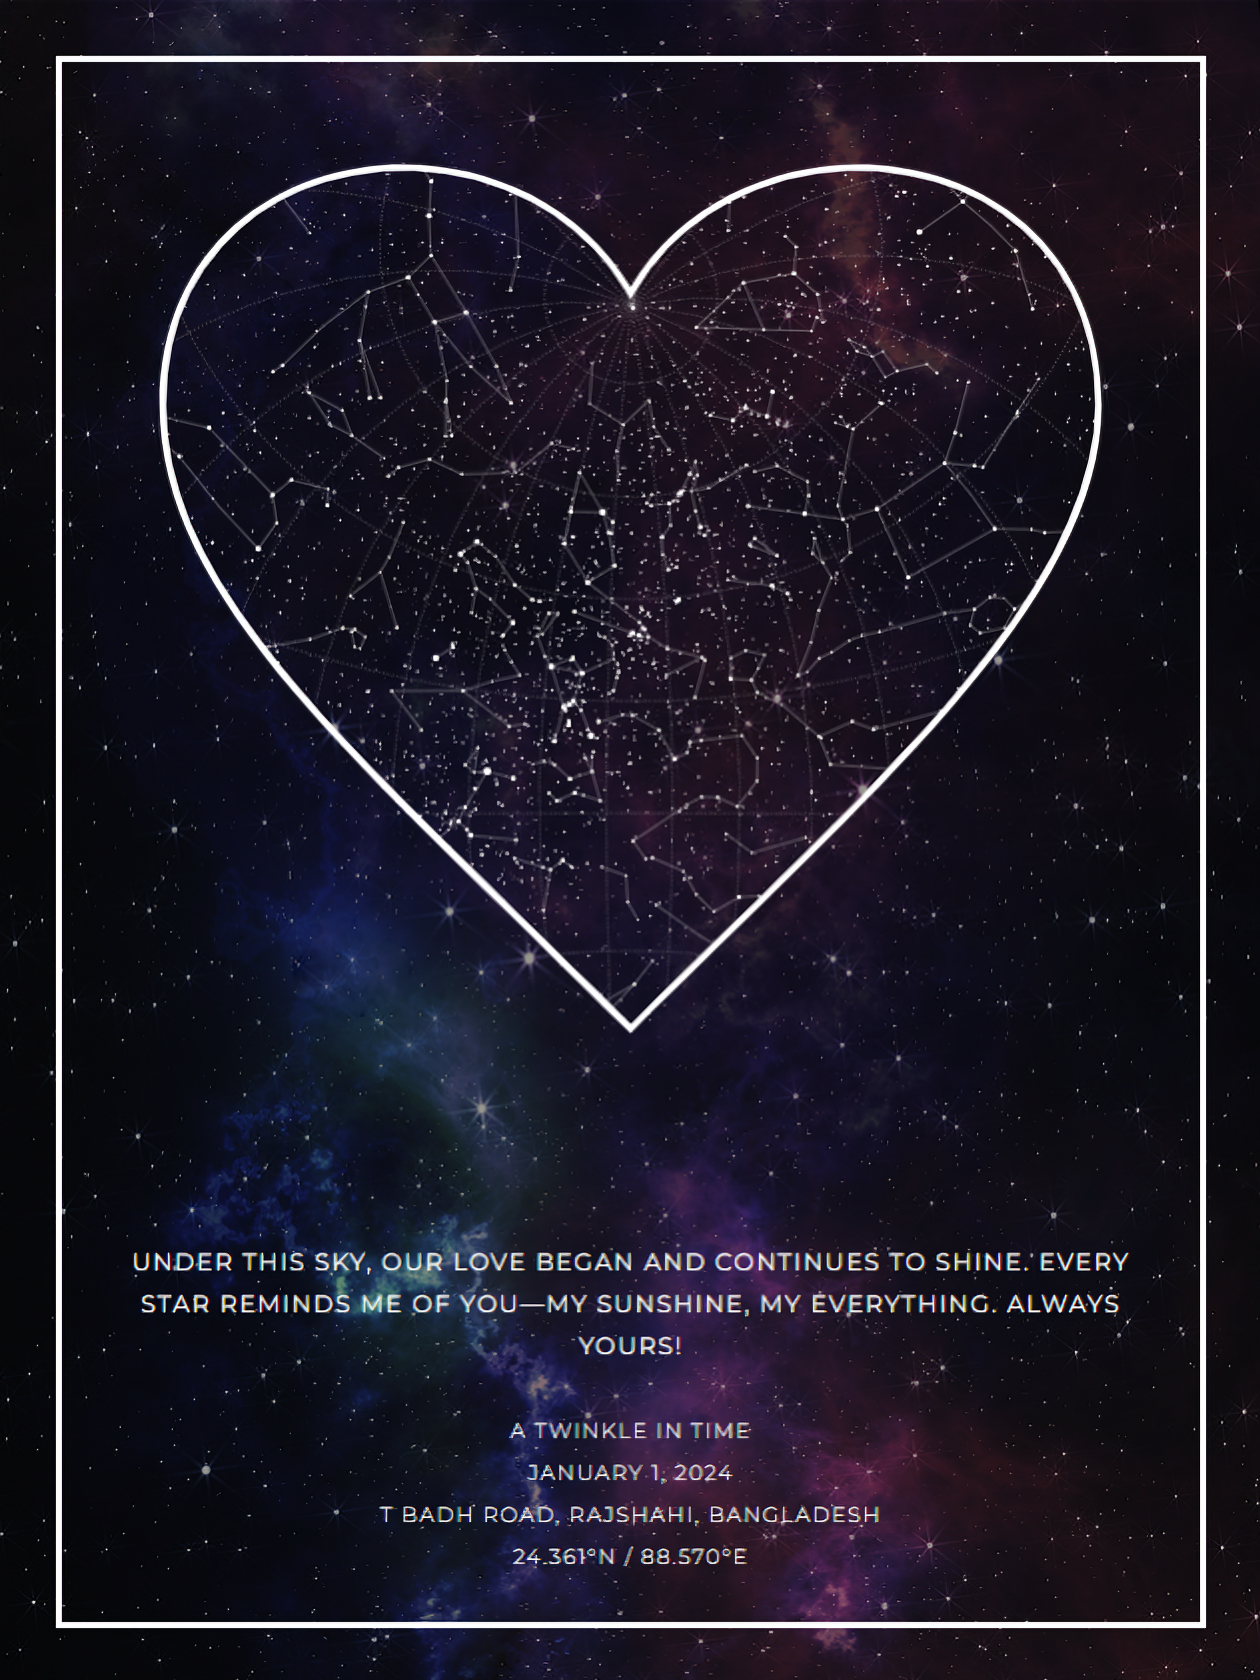 UNDER THIS SKY, OUR LOVE BEGAN AND CONTINUES TO SHINE. EVERY
STAR REMINDS ME OF YOU—MY SUNSHINE, MY EVERYTHING. ALWAYS
YOURS!
A TWINKLE IN TIME
JANUARY 1, 2024
T BADH ROAD, RAJSHAHI, BANGLADESH
24.361°N / 88.570°E